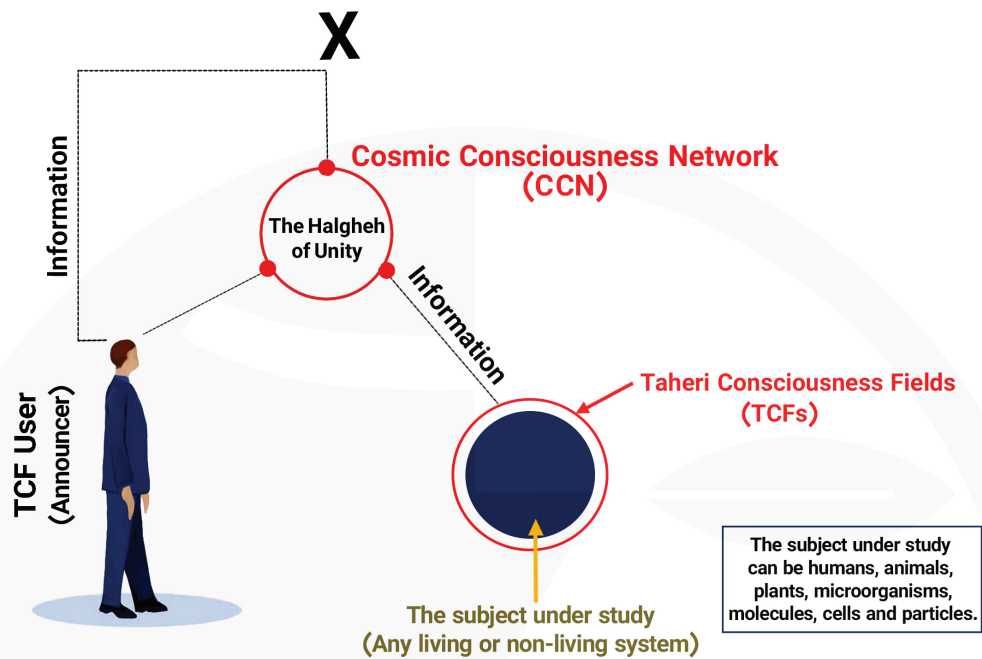 X
Information
Cosmic Consciousness Network
(CCN)
The Halgheh
of Unity
Information
TCF User
(Announcer)
Taheri Consciousness Fields
(TCFs)
The subject under study
(Any living or non-living system)
The subject under study
can be humans, animals,
plants, microorganisms,
molecules, cells and particles.